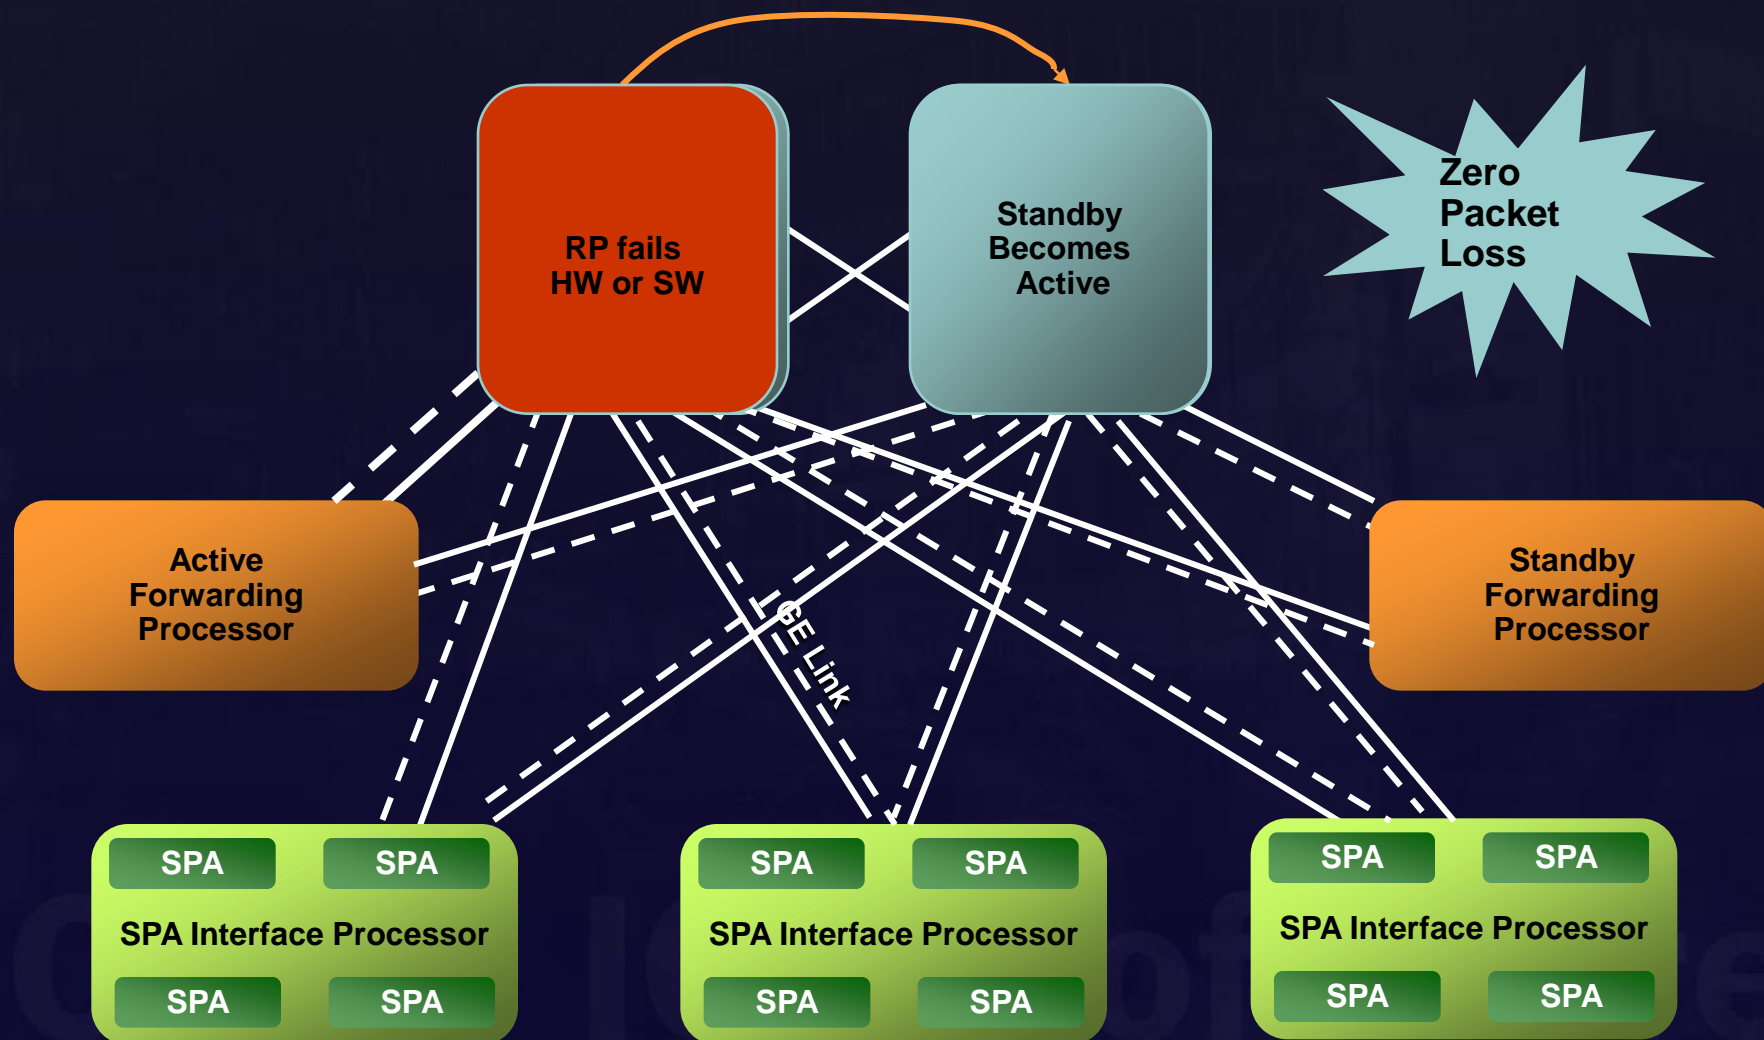 RP fails
HW or SW
Standby
Becomes
Active
Zero
Packet
Loss
Active
Forwarding
Processor
Standby
Forwarding
Processor
GE Link
SPA SPA
SPA Interface Processor
SPA SPA
SPA SPA
SPA Interface Processor
SPA SPA
SPA SPA
SPA Interface Processor
SPA SPA